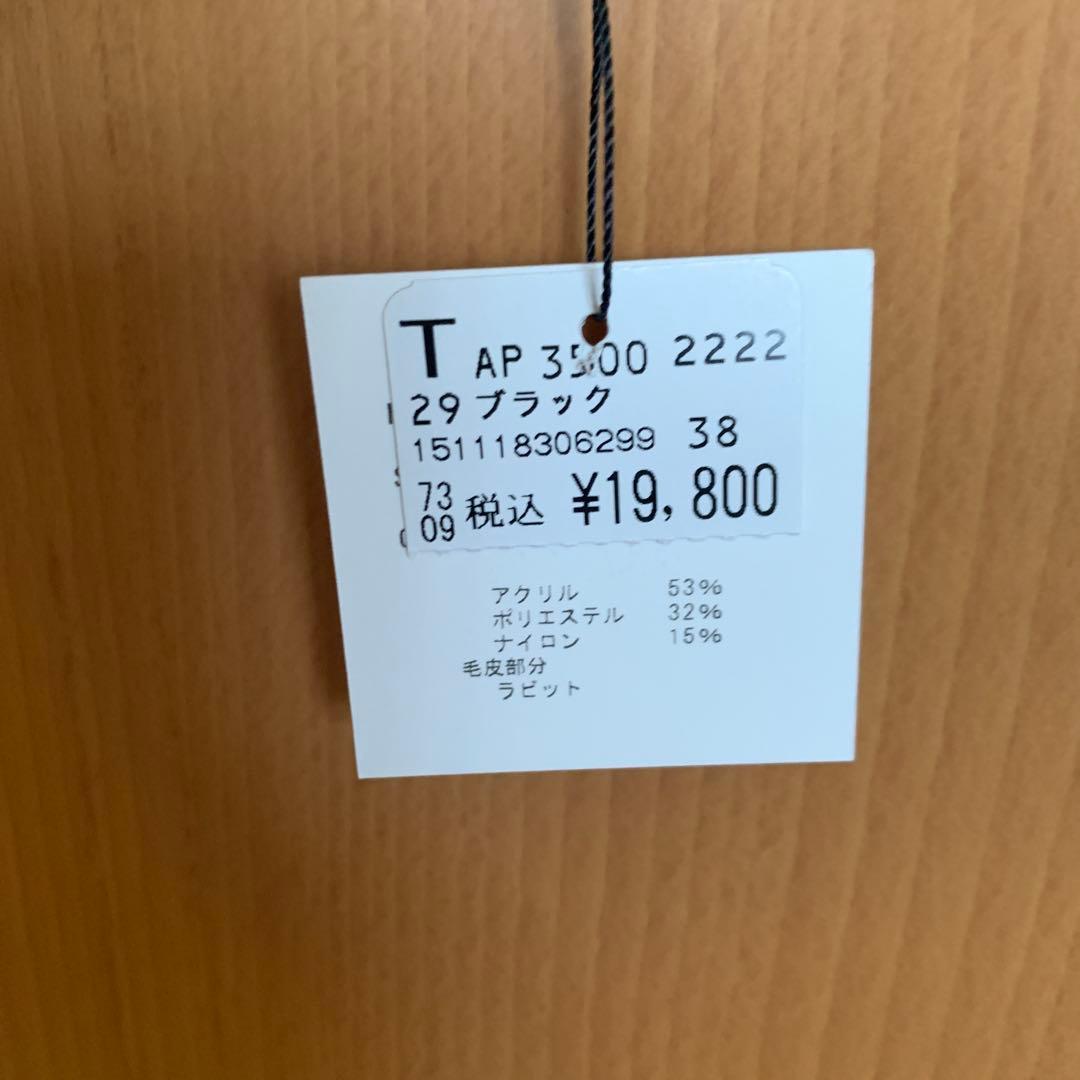 T AP 3500 2222
29 ブラック
151118306299 38
73
09 税込 ¥19,800
アクリル 53%
ポリエステル 32%
ナイロン 15%
毛皮部分
ラビット